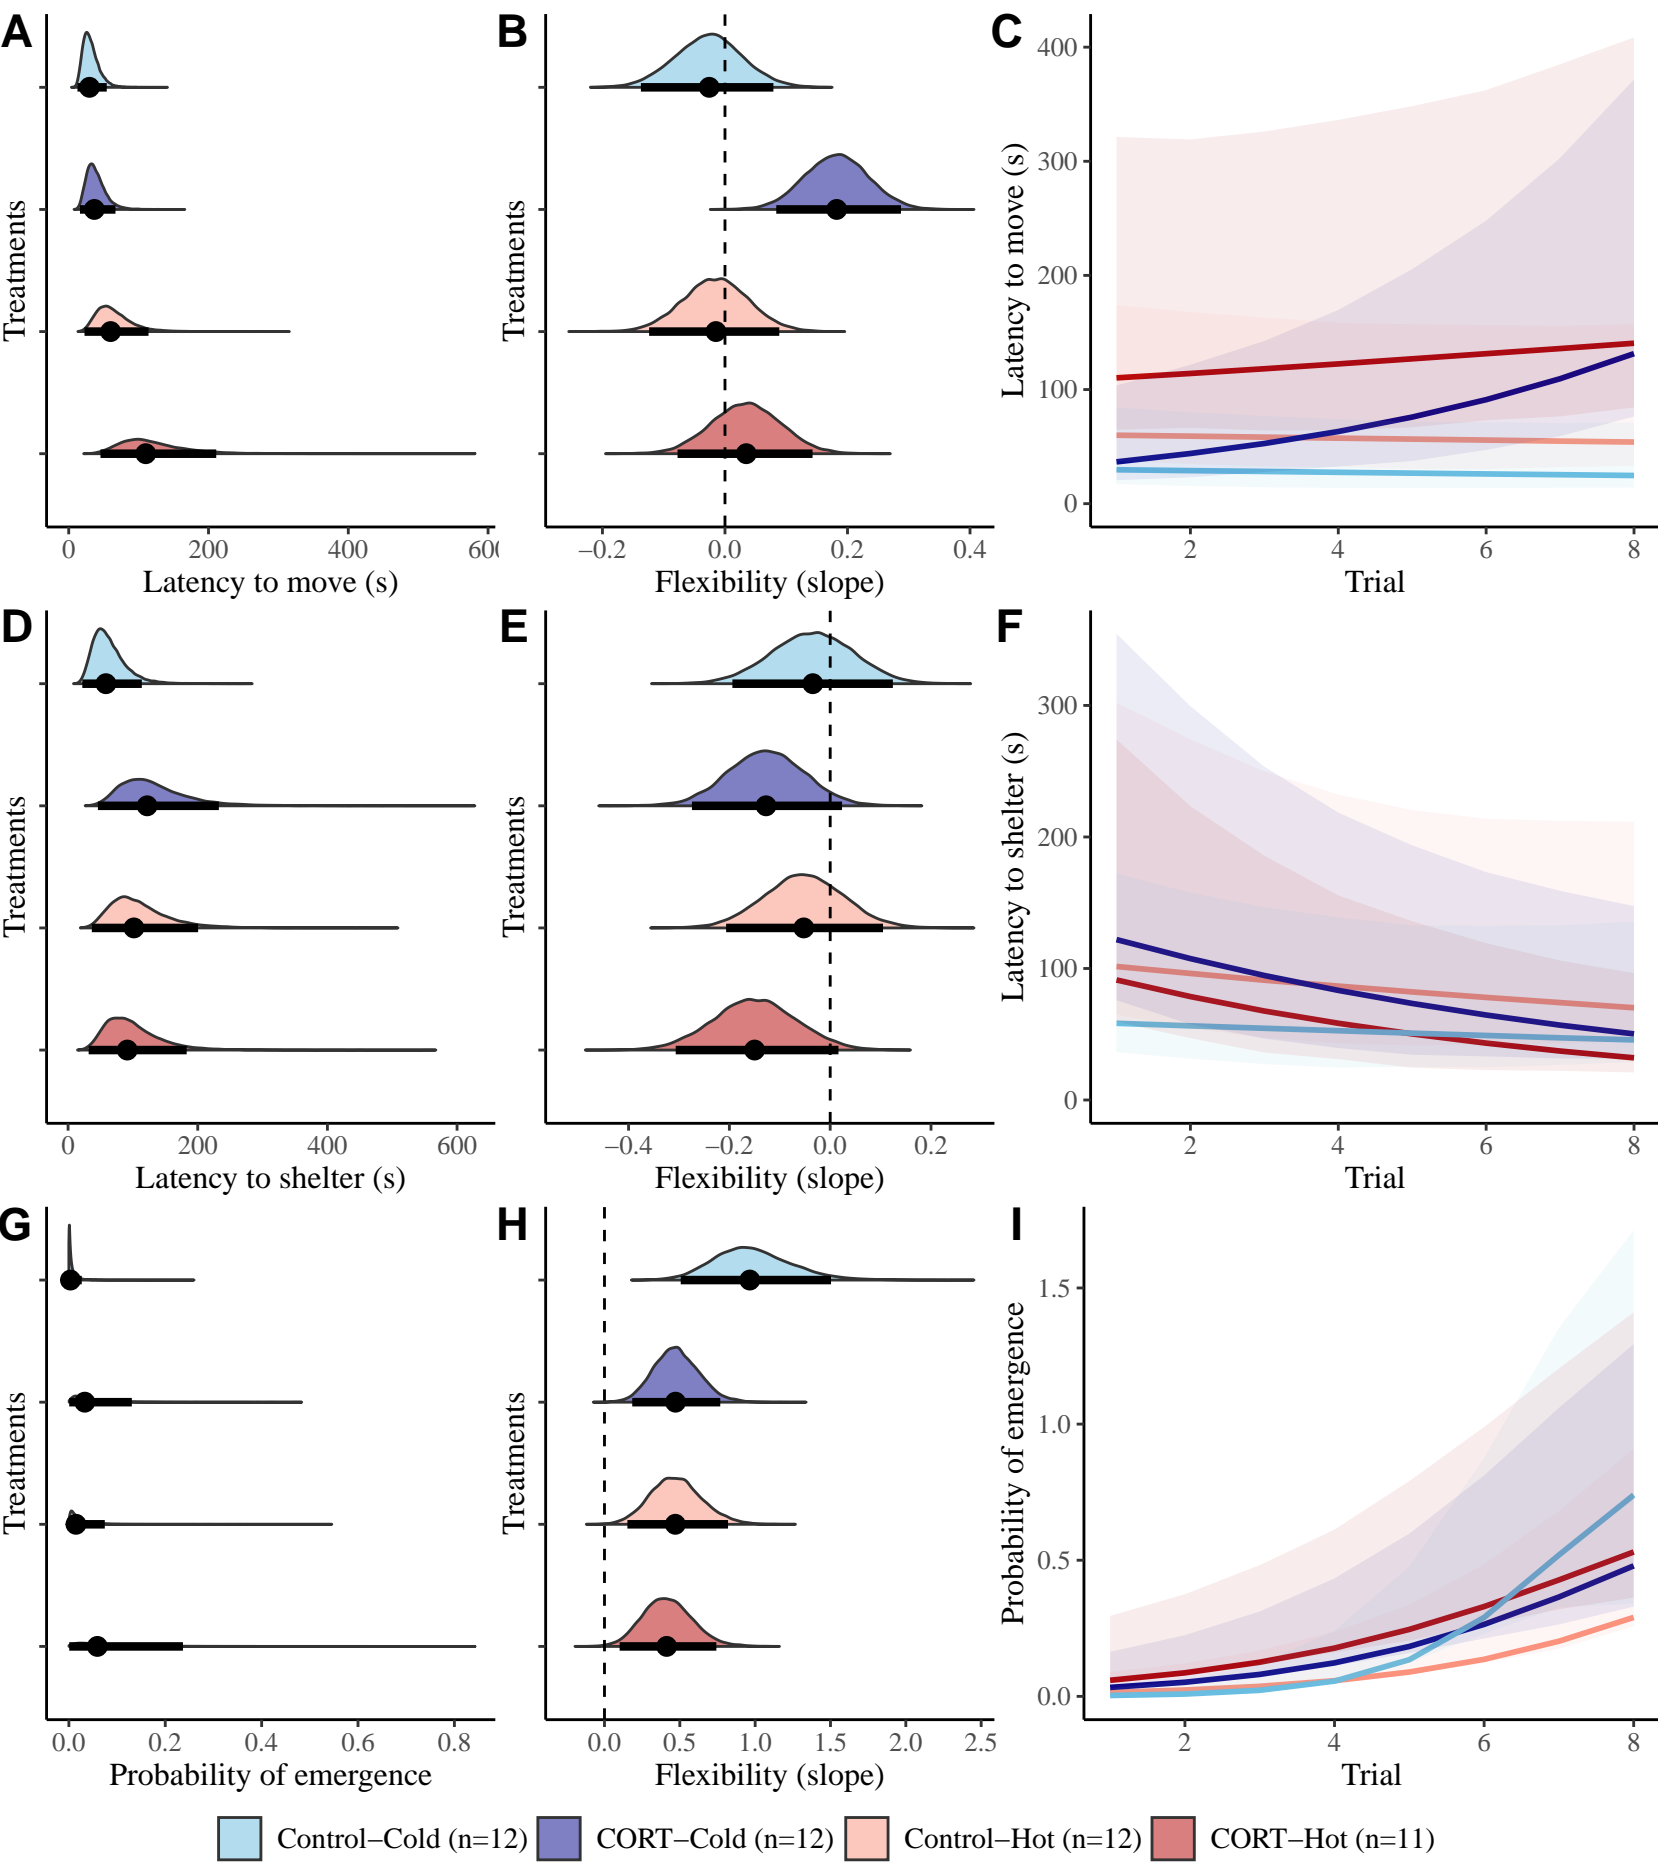 A
B
C
Treatments
Treatments
Latency to move (s)
400
300
200
100
0
0 200 400 600
−0.2 0.0 0.2 0.4
2 4 6 8
Latency to move (s)
Flexibility (slope)
Trial
D
E
F
Treatments
Treatments
Latency to shelter (s)
300
200
100
0
0 200 400 600
−0.4 −0.2 0.0 0.2
2 4 6 8
Latency to shelter (s)
Flexibility (slope)
Trial
G
H
I
Treatments
Treatments
Probability of emergence
1.5
1.0
0.5
0.0
0.0 0.2 0.4 0.6 0.8
0.0 0.5 1.0 1.5 2.0 2.5
2 4 6 8
Probability of emergence
Flexibility (slope)
Trial
Control−Cold (n=12) CORT−Cold (n=12) Control−Hot (n=12) CORT−Hot (n=11)